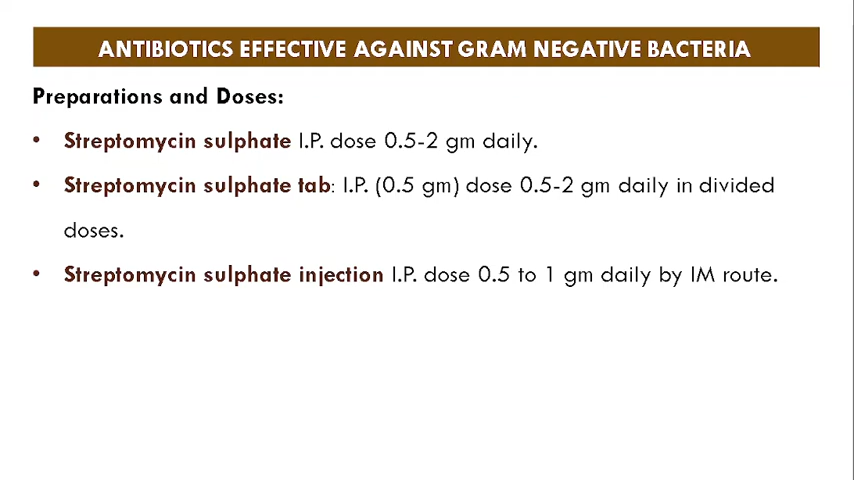 ANTIBIOTICS EFFECTIVE AGAINST GRAM NEGATIVE BACTERIA
Preparations and Doses:
• Streptomycin sulphate I.P. dose 0.5-2 gm daily.
• Streptomycin sulphate tab: I.P. (0.5 gm) dose 0.5-2 gm daily in divided
doses.
• Streptomycin sulphate injection I.P. dose 0.5 to 1 gm daily by IM route.